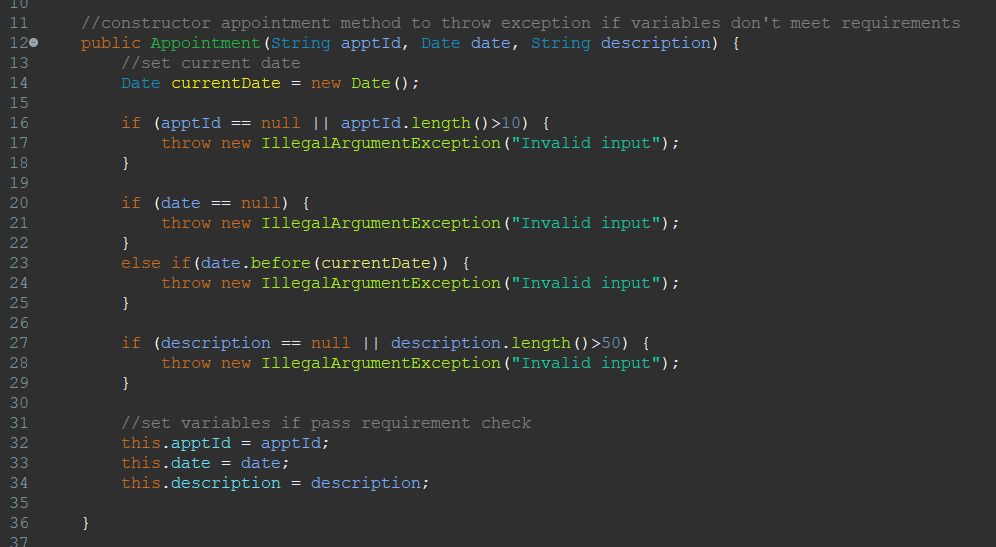 10
11 //constructor appointment method to throw exception if variables don't meet requirements
12 public Appointment(String apptId, Date date, String description) {
13 //set current date
14 Date currentDate = new Date();
15
16 if (apptId == null || apptId.length()>10) {
17 throw new IllegalArgumentException("Invalid input");
18 }
19
20 if (date == null) {
21 throw new IllegalArgumentException("Invalid input");
22 }
23 else if(date.before(currentDate)) {
24 throw new IllegalArgumentException("Invalid input");
25 }
26
27 if (description == null || description.length()>50) {
28 throw new IllegalArgumentException("Invalid input");
29 }
30
31 //set variables if pass requirement check
32 this.apptId = apptId;
33 this.date = date;
34 this.description = description;
35
36 }
37